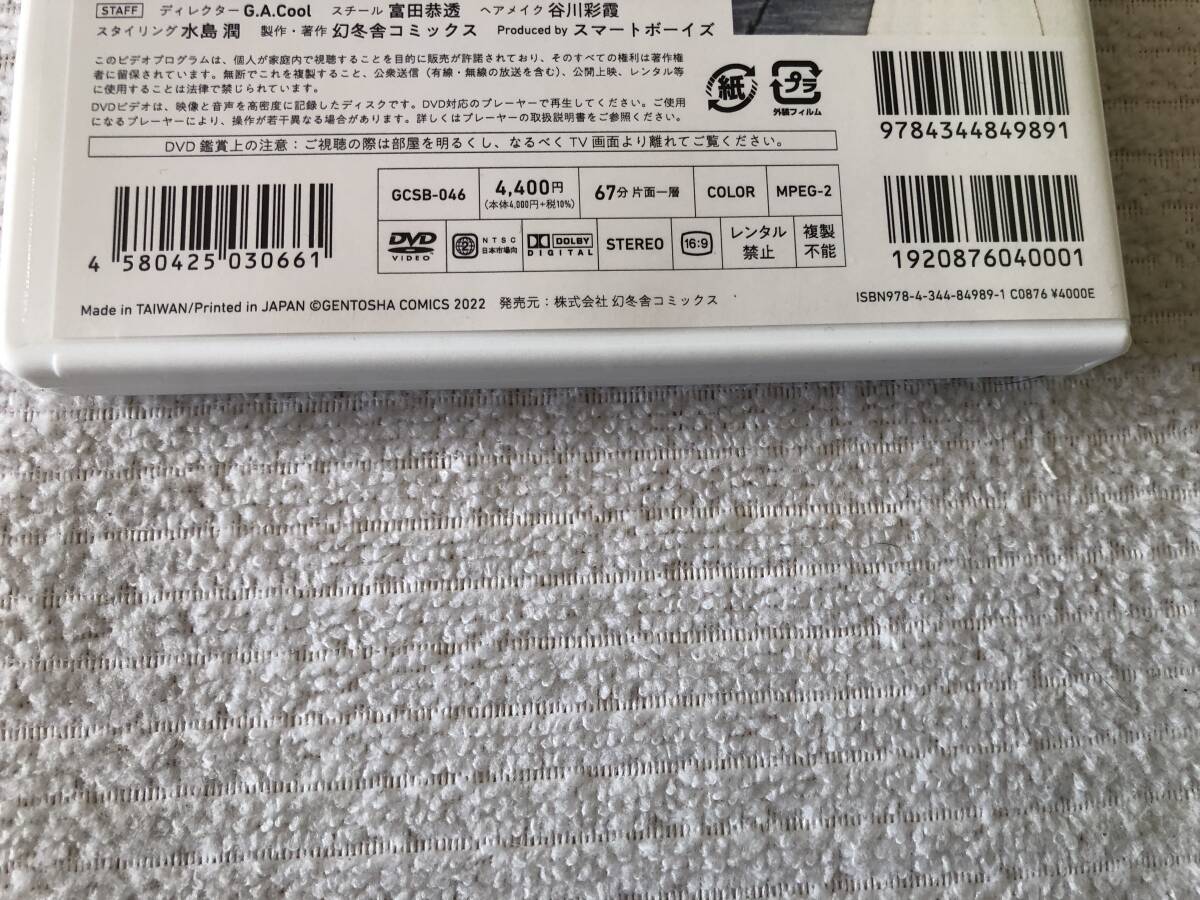 STAFF ディレクター G.A.Cool スチール 富田恭透 ヘアメイク 谷川彩霞
スタイリング 水島 潤 製作・著作 幻冬舎コミックス Produced by スマートボーイズ
このビデオプログラムは、個人が家庭内で視聴することを目的に販売が許諾されており、そのすべての権利は著作権
者に留保されています。無断でこれを複製すること、公衆送信（有線・無線の放送を含む）、公開上映、レンタル等
に使用することは法律で禁じられています。
DVDビデオは、映像と音声を高密度に記録したディスクです。DVD対応のプレーヤーで再生してください。ご使用
になるプレーヤーにより、操作が若干異なる場合があります。詳しくはプレーヤーの取扱説明書をご参照ください。
紙
プラ
外装フィルム
9784344849891
DVD 鑑賞上の注意：ご視聴の際は部屋を明るくし、なるべく TV 画面より離れてご覧ください。
4 580425 030661
GCSB-046
4,400円
（本体4,000円+税10%）
67分 片面一層
COLOR
MPEG-2
DVD
VIDEO
2
NTSC
日本市場向
DOLBY
DIGITAL
STEREO
16:9
レンタル
禁止
複製
不能
1920876040001
Made in TAIWAN/Printed in JAPAN ©GENTOSHA COMICS 2022 発売元：株式会社 幻冬舎コミックス
ISBN978-4-344-84989-1 C0876 ¥4000E